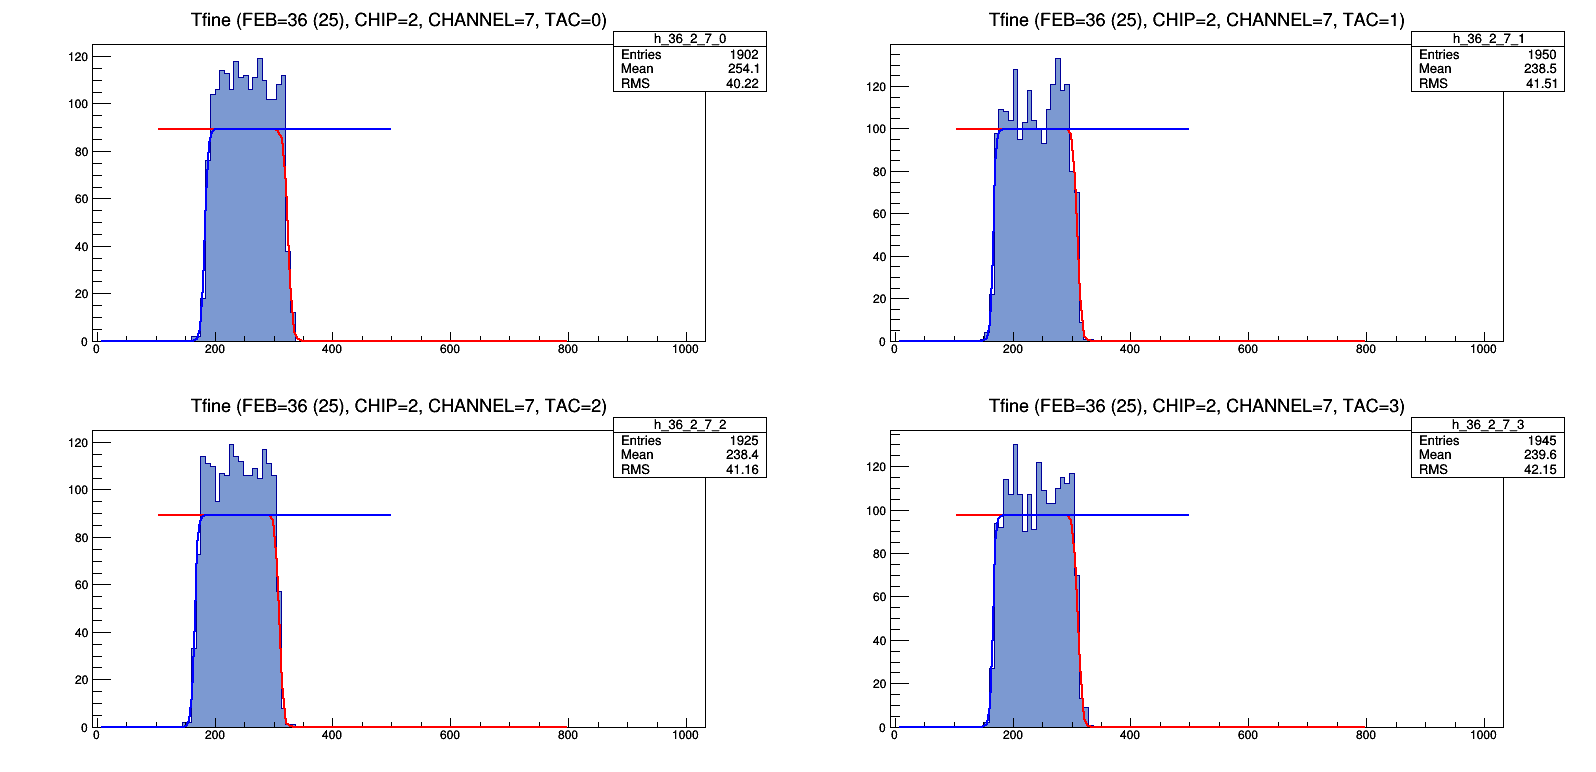 Tfine (FEB=36 (25), CHIP=2, CHANNEL=7, TAC=0)
h_36_2_7_0
Entries 1902
Mean 254.1
RMS 40.22
120
100
80
60
40
20
0
0 200 400 600 800 1000
Tfine (FEB=36 (25), CHIP=2, CHANNEL=7, TAC=1)
h_36_2_7_1
Entries 1950
Mean 238.5
RMS 41.51
120
100
80
60
40
20
0
0 200 400 600 800 1000
Tfine (FEB=36 (25), CHIP=2, CHANNEL=7, TAC=2)
h_36_2_7_2
Entries 1925
Mean 238.4
RMS 41.16
120
100
80
60
40
20
0
0 200 400 600 800 1000
Tfine (FEB=36 (25), CHIP=2, CHANNEL=7, TAC=3)
h_36_2_7_3
Entries 1945
Mean 239.6
RMS 42.15
120
100
80
60
40
20
0
0 200 400 600 800 1000